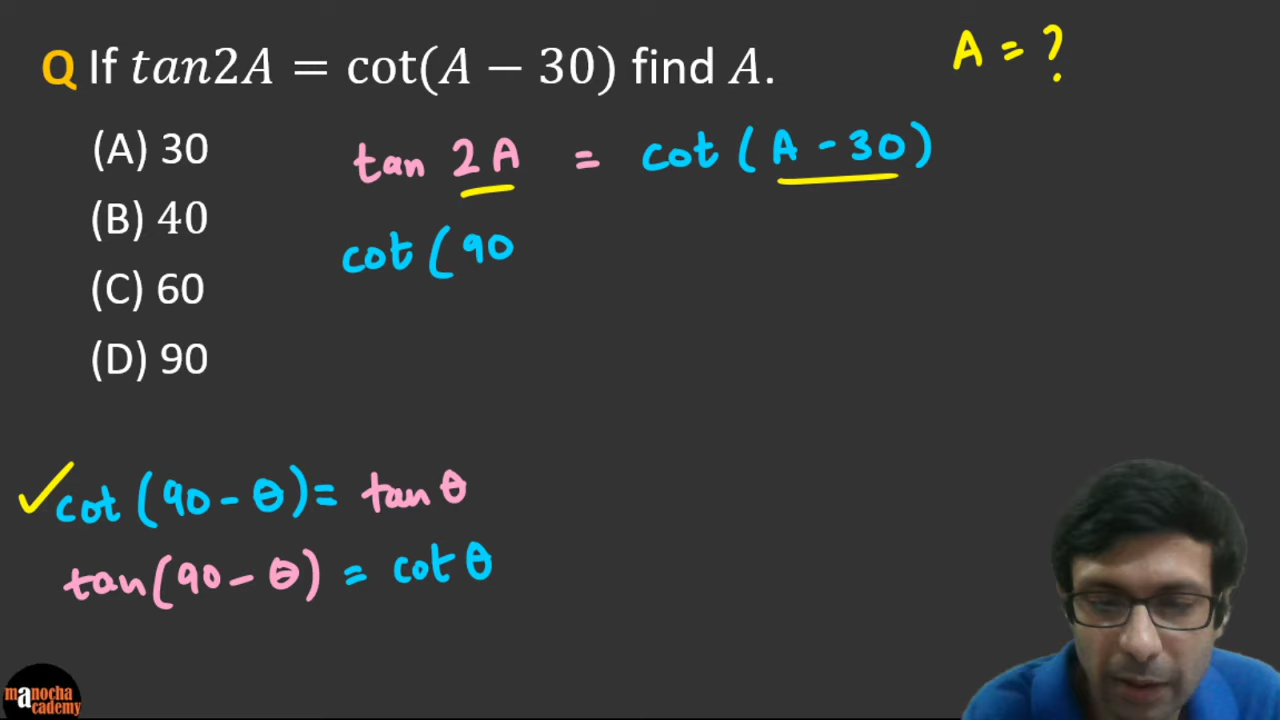 Q If tan2A = cot(A − 30) find A.
A = ?
(A) 30
(B) 40
(C) 60
(D) 90
tan 2A = cot (A - 30)
cot (90
✓cot (90 - θ) = tan θ
tan(90 - θ) = cot θ
manocha
academy